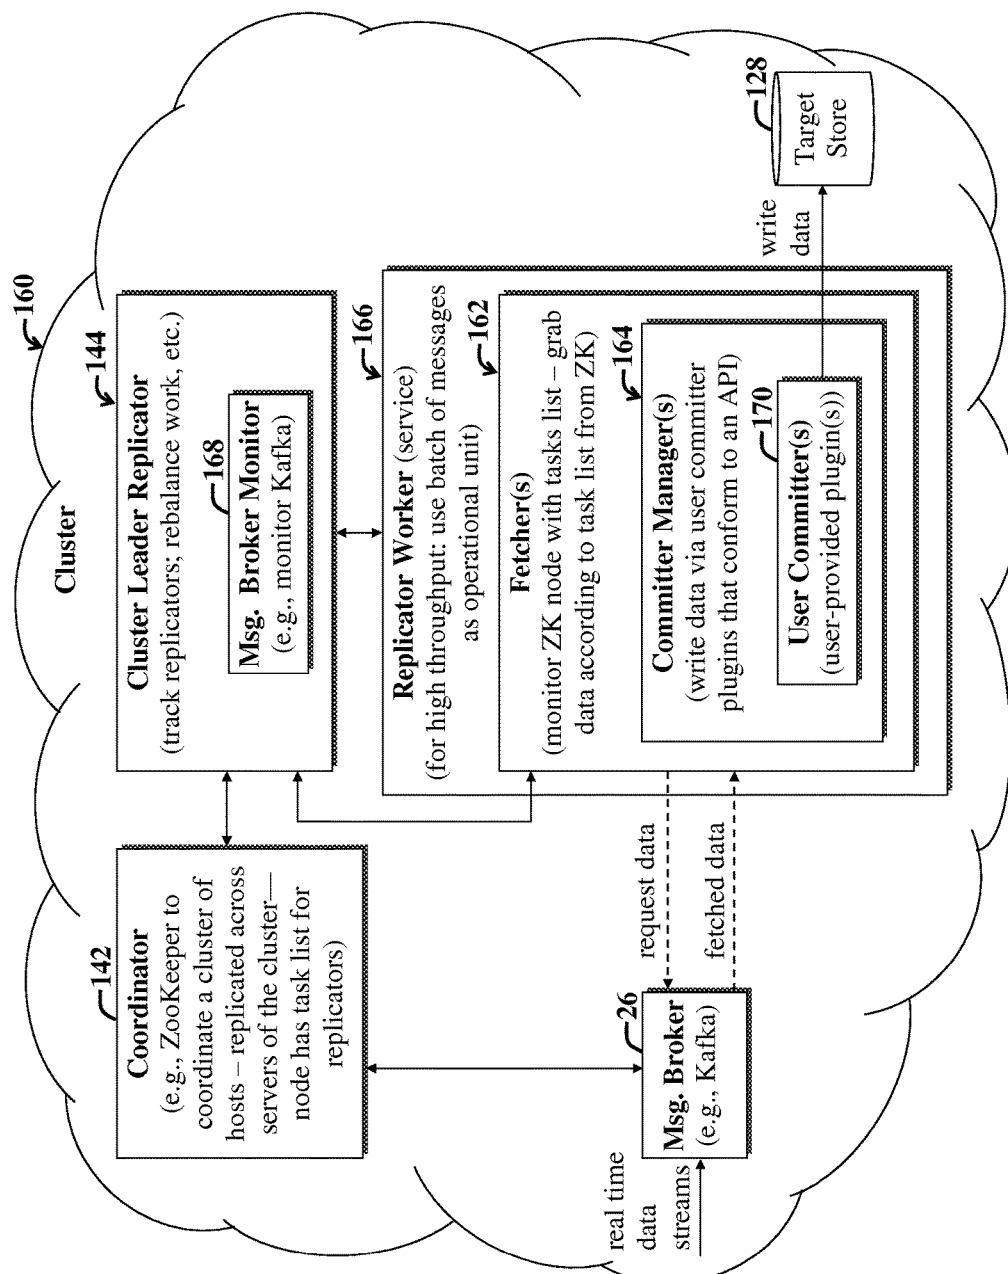 Cluster
160
Coordinator
(e.g., ZooKeeper to
coordinate a cluster of
hosts – replicated across
servers of the cluster—
node has task list for
replicators)
142
Cluster Leader Replicator
(track replicators; rebalance work, etc.)
144
Msg. Broker Monitor
(e.g., monitor Kafka)
168
Replicator Worker (service)
(for high throughput: use batch of messages
as operational unit)
166
Fetcher(s)
(monitor ZK node with tasks list – grab
data according to task list from ZK)
162
Committer Manager(s)
(write data via user committer
plugins that conform to an API)
164
User Committer(s)
(user-provided plugin(s))
170
real time
data
streams
Msg. Broker
(e.g., Kafka)
26
request data
fetched data
write
data
Target
Store
128